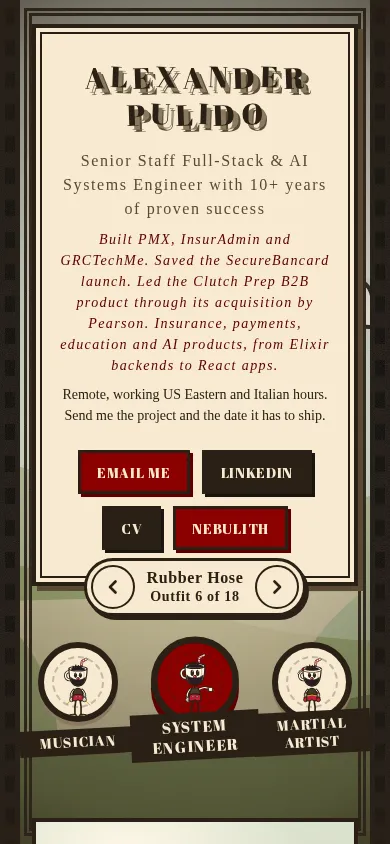 ALEXANDER
PULIDO
Senior Staff Full-Stack & AI
Systems Engineer with 10+ years
of proven success
Built PMX, InsurAdmin and
GRCTechMe. Saved the SecureBancard
launch. Led the Clutch Prep B2B
product through its acquisition by
Pearson. Insurance, payments,
education and AI products, from Elixir
backends to React apps.
Remote, working US Eastern and Italian hours.
Send me the project and the date it has to ship.
EMAIL ME
LINKEDIN
CV
NEBULITH
Rubber Hose
Outfit 6 of 18
MUSICIAN
SYSTEM
ENGINEER
MARTIAL
ARTIST